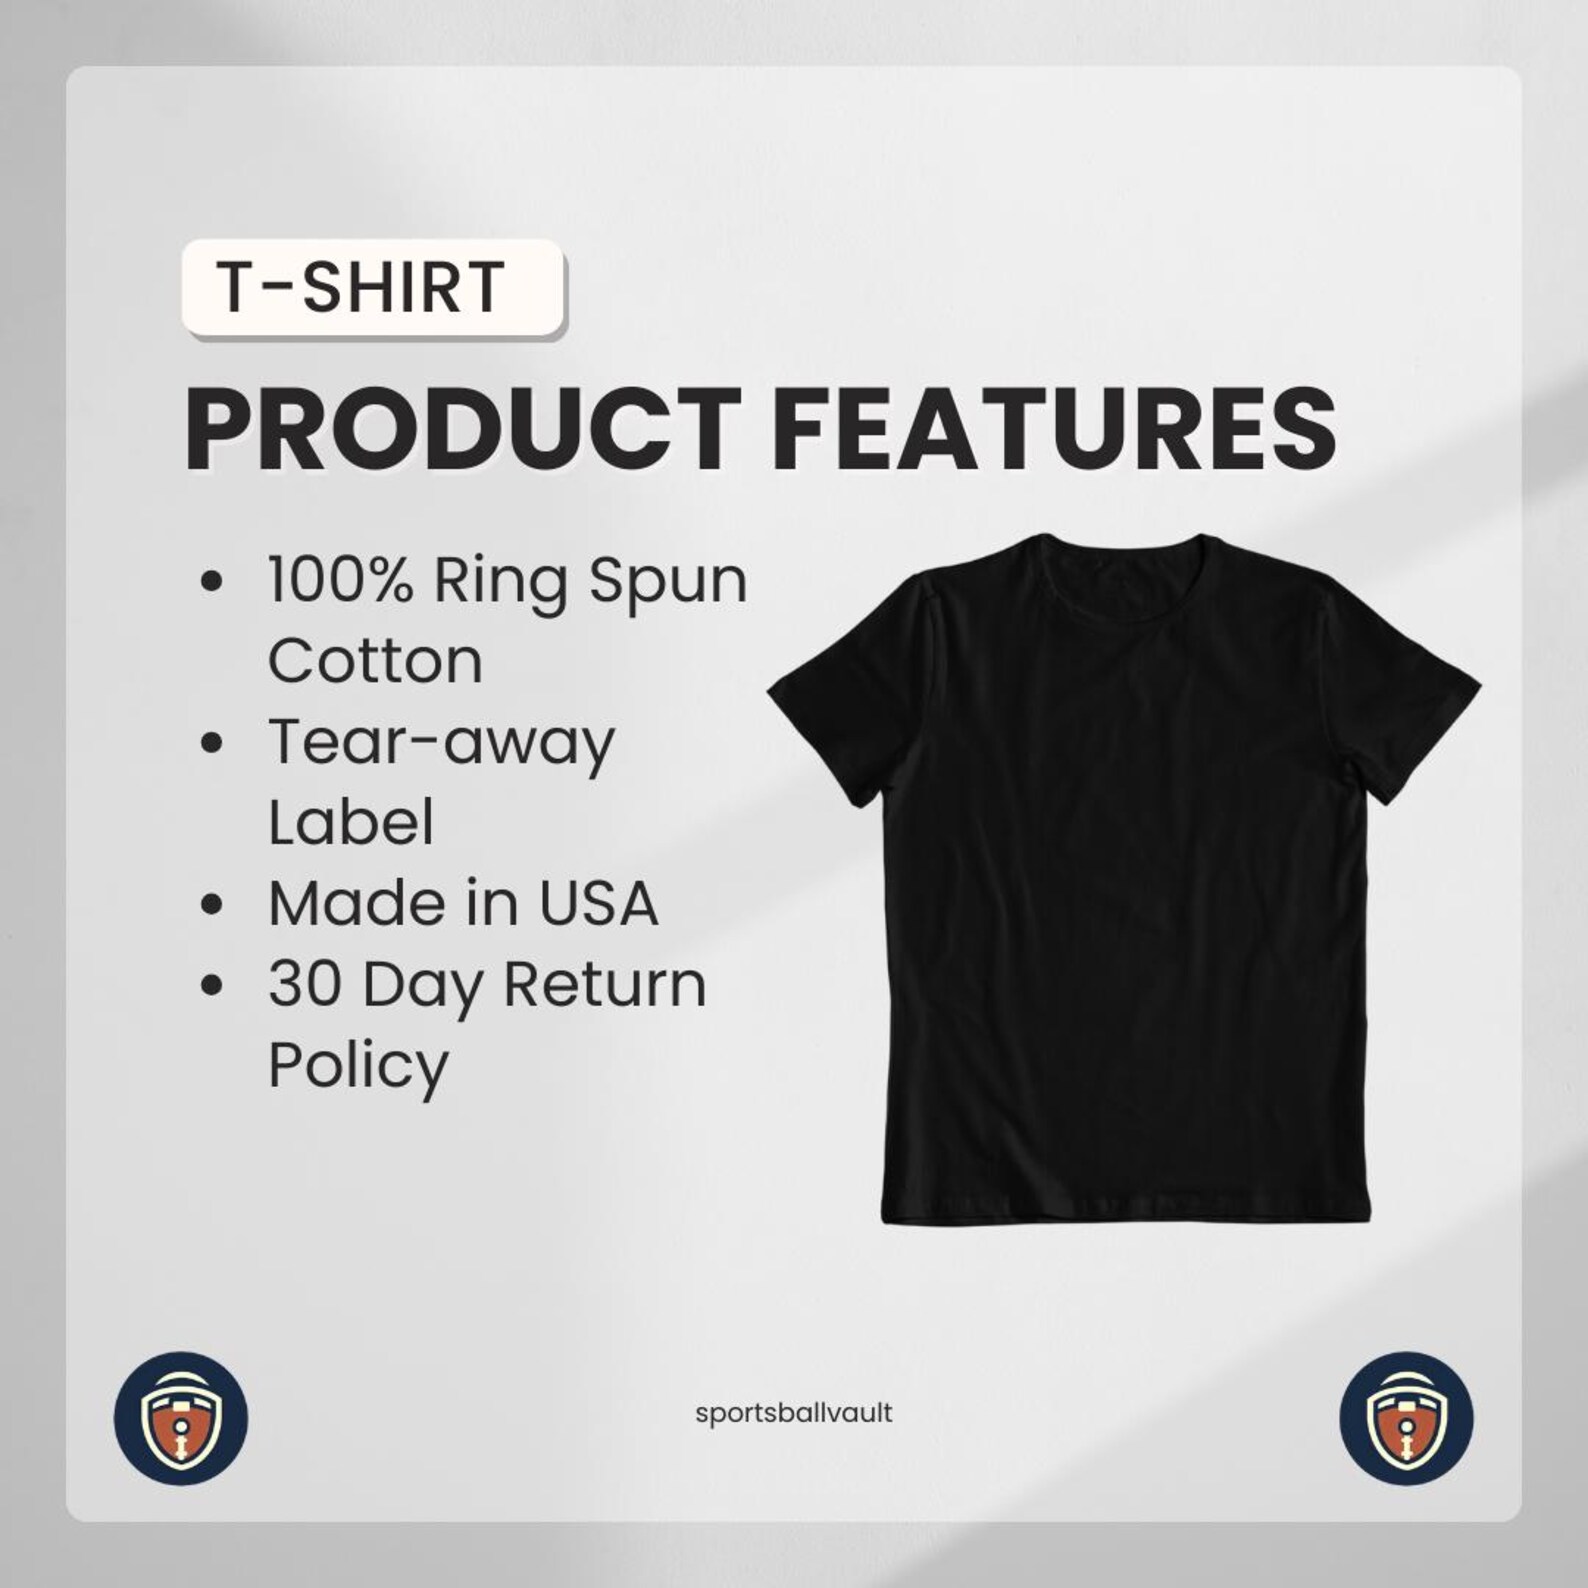 T-SHIRT
PRODUCT FEATURES
• 100% Ring Spun
Cotton
• Tear-away
Label
• Made in USA
• 30 Day Return
Policy
sportsballvault